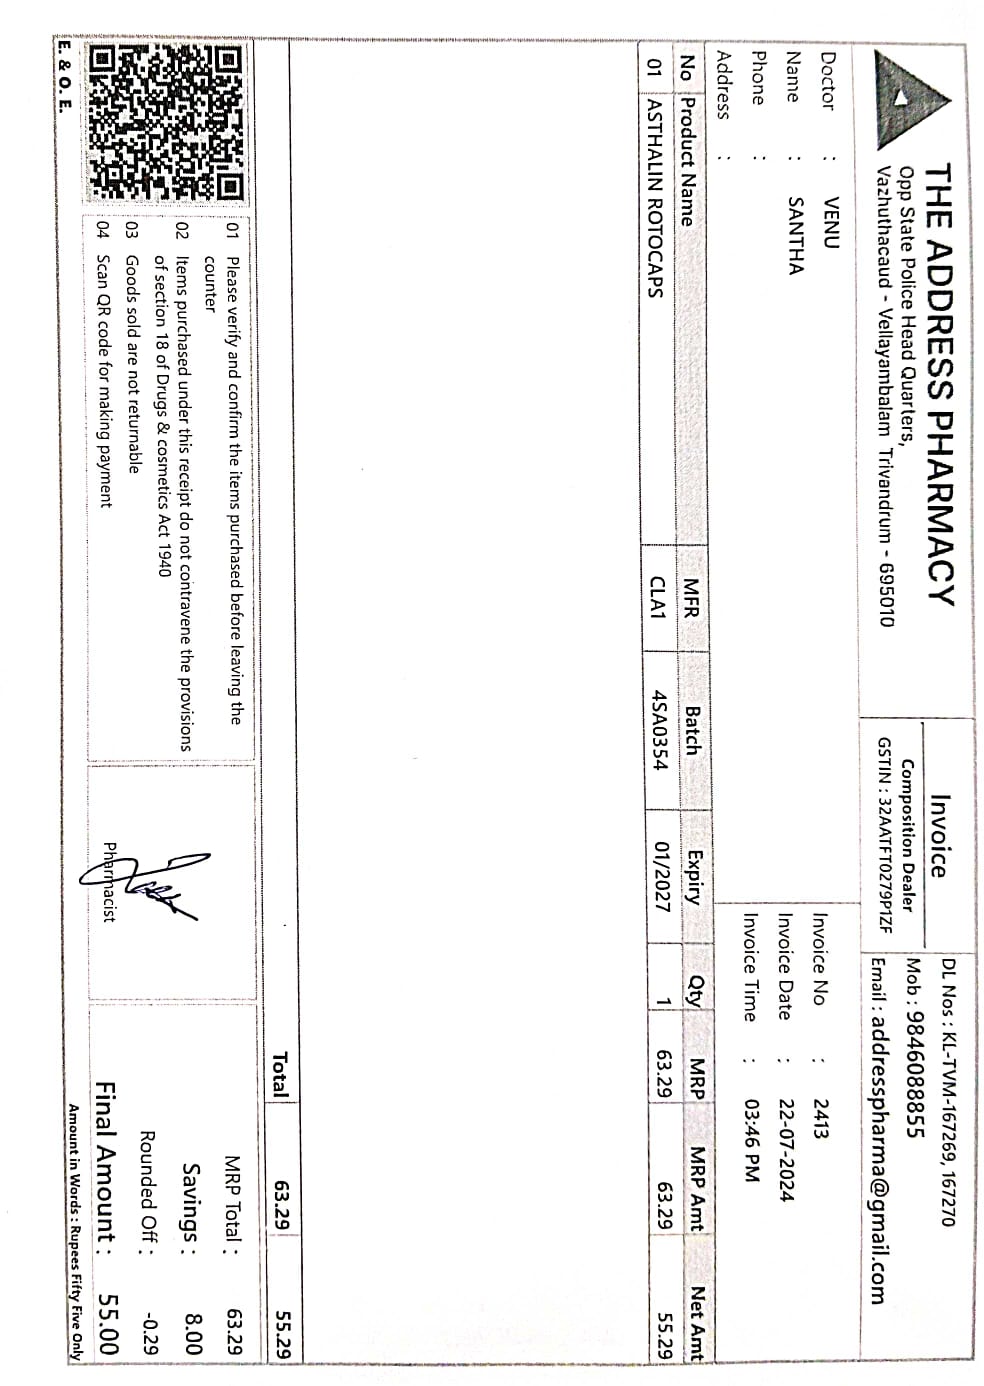 THE ADDRESS PHARMACY
Opp State Police Head Quarters,
Vazhuthacaud - Vellayambalam Trivandrum - 695010
Invoice
Composition Dealer
GSTIN : 32AATFT0279P1ZF
DL Nos : KL-TVM-167269, 167270
Mob : 9846088855
Email : addresspharma@gmail.com
Doctor : VENU
Name : SANTHA
Phone :
Address :
Invoice No : 2413
Invoice Date : 22-07-2024
Invoice Time : 03:46 PM
No Product Name MFR Batch Expiry Qty MRP MRP Amt Net Amt
01 ASTHALIN ROTOCAPS CLA1 4SA0354 01/2027 1 63.29 63.29 55.29
Total 63.29 55.29
01 Please verify and confirm the items purchased before leaving the
counter
02 Items purchased under this receipt do not contravene the provisions
of section 18 of Drugs & cosmetics Act 1940
03 Goods sold are not returnable
04 Scan QR code for making payment
Pharmacist
MRP Total : 63.29
Savings : 8.00
Rounded Off : -0.29
Final Amount : 55.00
Amount in Words : Rupees Fifty Five Only
E. & O. E.